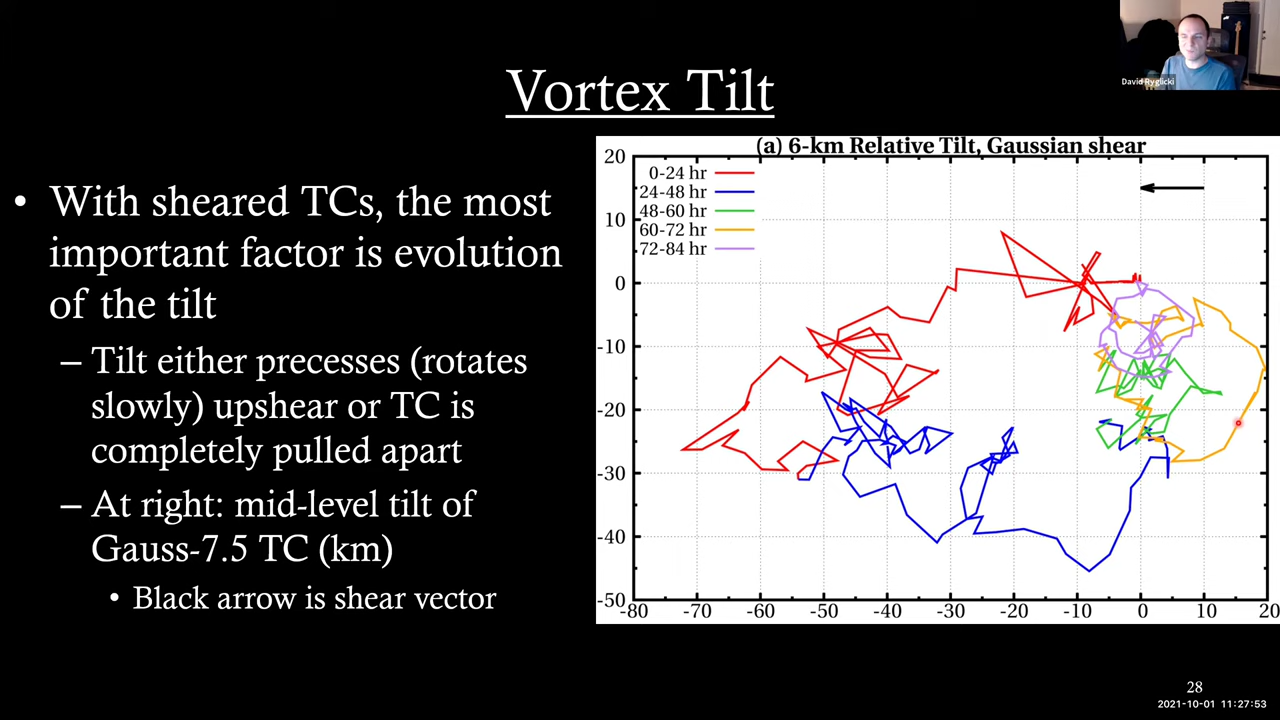 David Ryglicki
Vortex Tilt
• With sheared TCs, the most
important factor is evolution
of the tilt
– Tilt either precesses (rotates
slowly) upshear or TC is
completely pulled apart
– At right: mid-level tilt of
Gauss-7.5 TC (km)
• Black arrow is shear vector
(a) 6-km Relative Tilt, Gaussian shear
0-24 hr
24-48 hr
48-60 hr
60-72 hr
72-84 hr
20
10
0
-10
-20
-30
-40
-50
-80 -70 -60 -50 -40 -30 -20 -10 0 10 20
28
2021-10-01 11:27:53